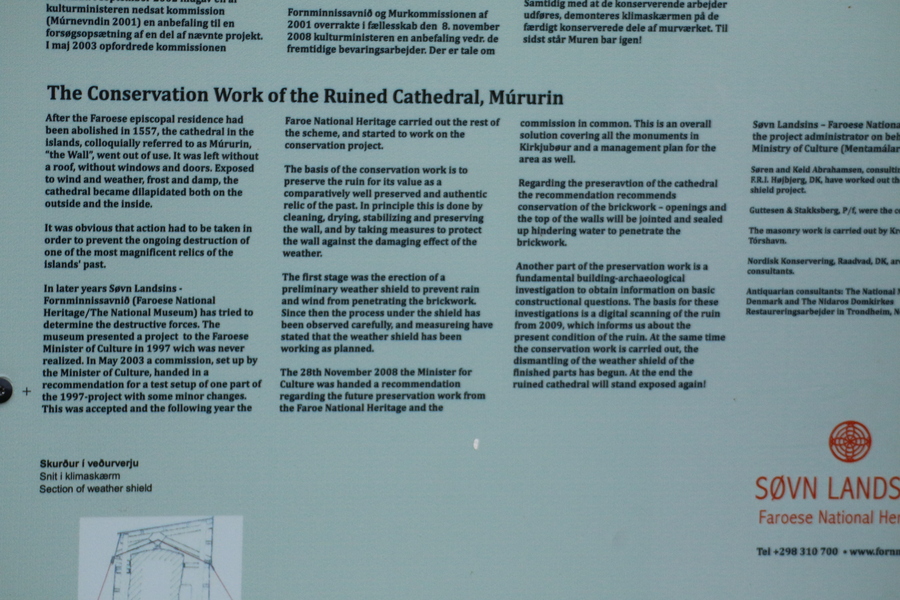 kulturministeren nedsat kommission
(Múrnevndin 2001) en anbefaling til en
forsøgsopsætning af en del af nævnte projekt.
I maj 2003 opfordrede kommissionen
Fornminnissavnið og Murkommissionen af
2001 overrakte i fællesskab den 8. november
2008 kulturministeren en anbefaling vedr. de
fremtidige bevaringsarbejder. Der er tale om
Samtidig med at de konserverende arbejder
udføres, demonteres klimaskærmen på de
færdigt konserverede dele af murværket. Til
sidst står Muren bar igen!
The Conservation Work of the Ruined Cathedral, Múrurin
After the Faroese episcopal residence had
been abolished in 1557, the cathedral in the
islands, colloquially referred to as Múrurin,
"the Wall", went out of use. It was left without
a roof, without windows and doors. Exposed
to wind and weather, frost and damp, the
cathedral became dilapidated both on the
outside and the inside.
It was obvious that action had to be taken in
order to prevent the ongoing destruction of
one of the most magnificent relics of the
islands' past.
In later years Søvn Landsins -
Fornminnissavnið (Faroese National
Heritage/The National Museum) has tried to
determine the destructive forces. The
museum presented a project to the Faroese
Minister of Culture in 1997 wich was never
realized. In May 2003 a commission, set up by
the Minister of Culture, handed in a
recommendation for a test setup of one part of
the 1997-project with some minor changes.
This was accepted and the following year the
Faroe National Heritage carried out the rest of
the scheme, and started to work on the
conservation project.
The basis of the conservation work is to
preserve the ruin for its value as a
comparatively well preserved and authentic
relic of the past. In principle this is done by
cleaning, drying, stabilizing and preserving
the wall, and by taking measures to protect
the wall against the damaging effect of the
weather.
The first stage was the erection of a
preliminary weather shield to prevent rain
and wind from penetrating the brickwork.
Since then the process under the shield has
been observed carefully, and measureing have
stated that the weather shield has been
working as planned.
The 28th November 2008 the Minister for
Culture was handed a recommendation
regarding the future preservation work from
the Faroe National Heritage and the
commission in common. This is an overall
solution covering all the monuments in
Kirkjubøur and a management plan for the
area as well.
Regarding the preseravtion of the cathedral
the recommendation recommends
conservation of the brickwork - openings and
the top of the walls will be jointed and sealed
up hindering water to penetrate the
brickwork.
Another part of the preservation work is a
fundamental building-archaeological
investigation to obtain information on basic
constructional questions. The basis for these
investigations is a digital scanning of the ruin
from 2009, which informs us about the
present condition of the ruin. At the same time
the conservation work is carried out, the
dismantling of the weather shield of the
finished parts has begun. At the end the
ruined cathedral will stand exposed again!
Søvn Landsins - Faroese Nationa
the project administrator on beh
Ministry of Culture (Mentamálar
Søren and Keld Abrahamsen, consultin
F.R.I. Højbjerg, DK, have worked out th
shield project.
Guttesen & Stakksberg, P/f, were the co
The masonry work is carried out by Kr
Tórshavn.
Nordisk Konservering, Raadvad, DK, ar
consultants.
Antiquarian consultants: The National M
Denmark and The Nidaros Domkirkes
Restaureringsarbejder in Trondheim, N
Skurður í veðurverju
Snit i klimaskærm
Section of weather shield
SØVN LANDS
Faroese National Her
Tel +298 310 700 • www.forn